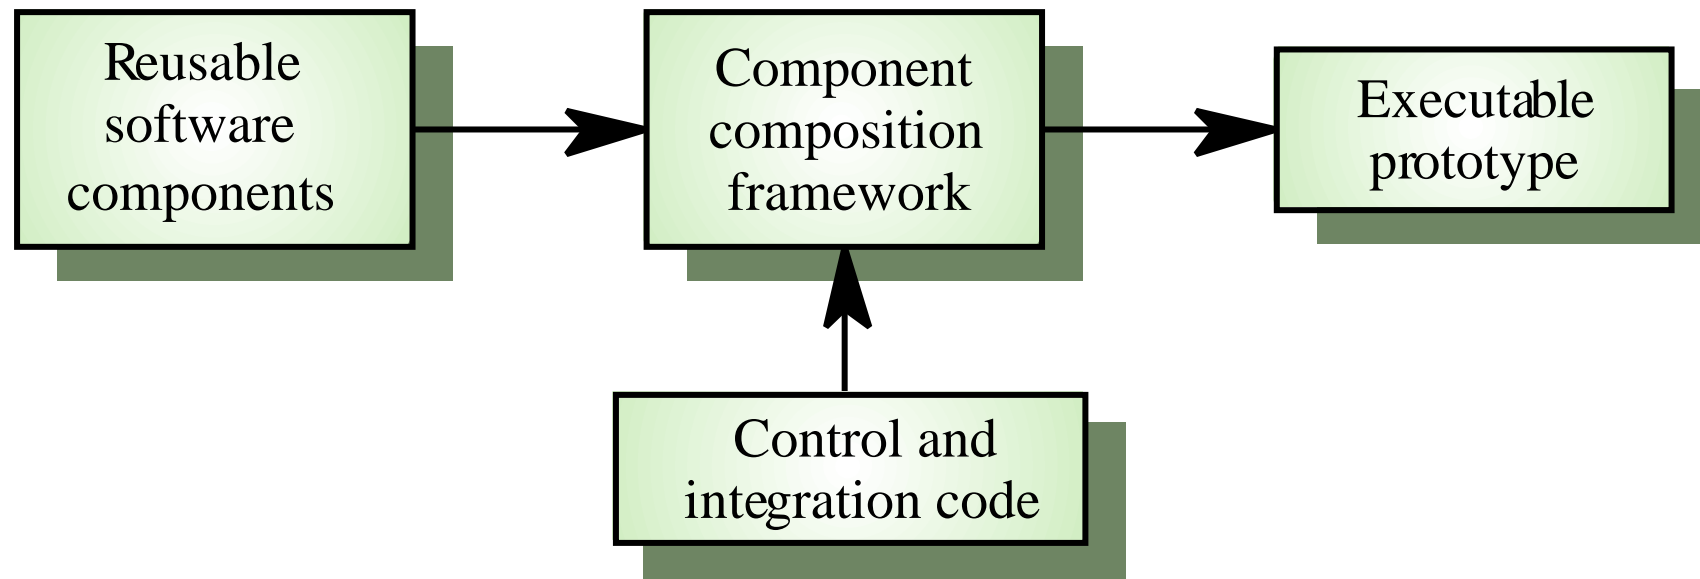 Reusable
software
components
Component
composition
framework
Executable
prototype
Control and
integration code